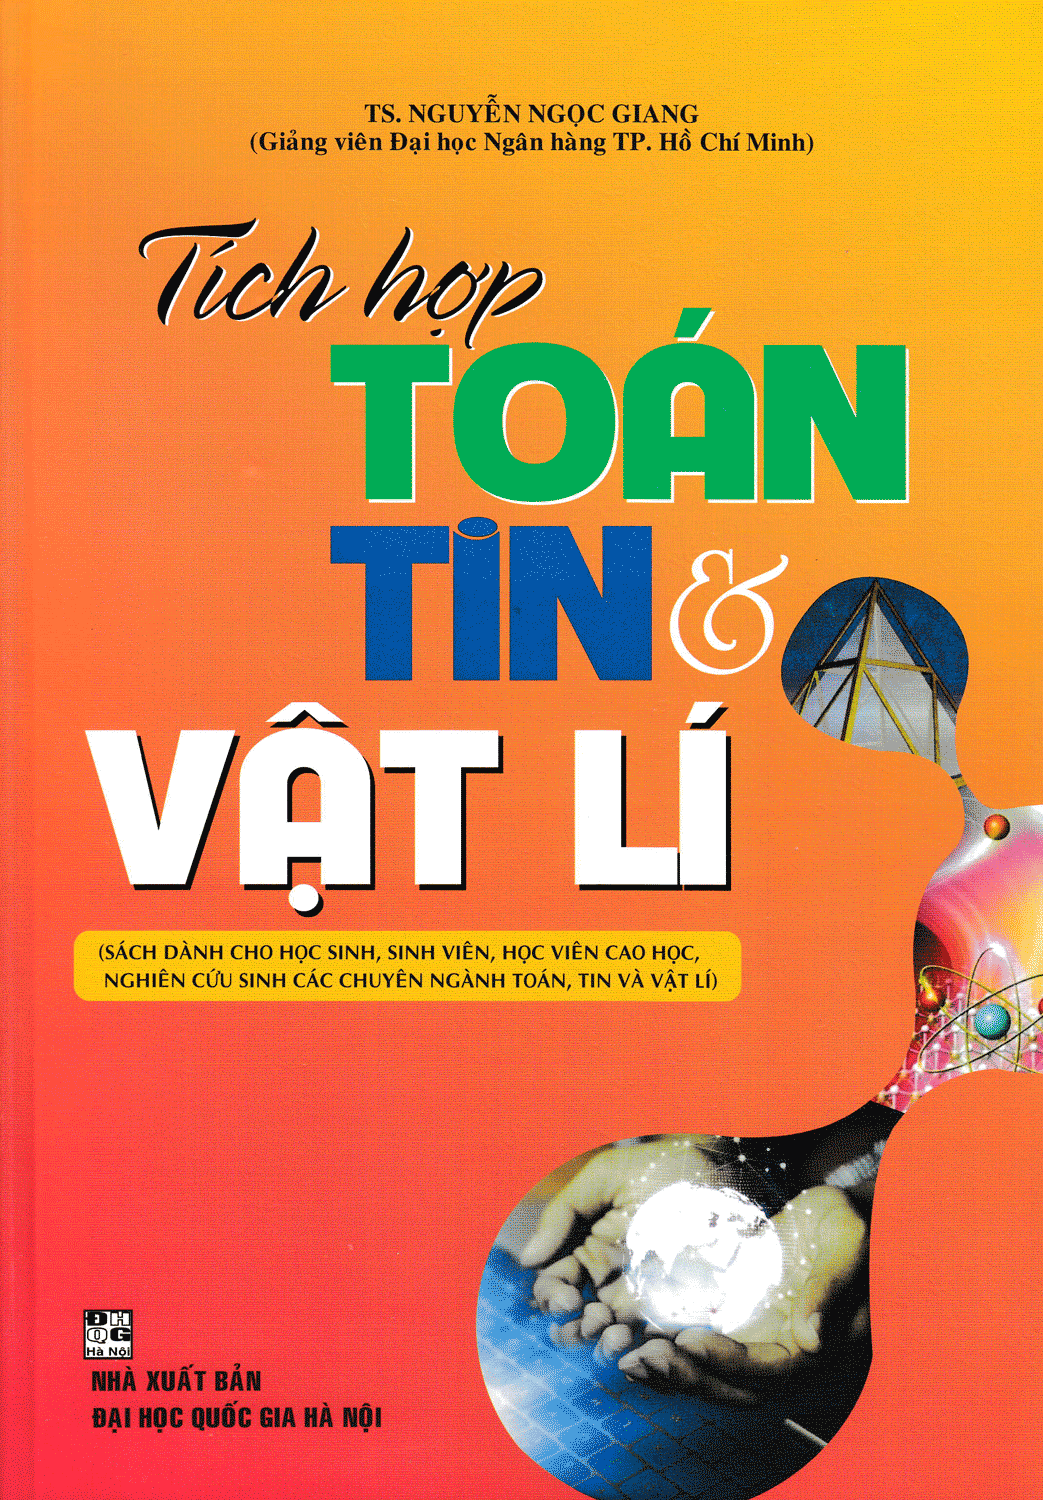 TS. NGUYỄN NGỌC GIANG
(Giảng viên Đại học Ngân hàng TP. Hồ Chí Minh)
Tích hợp
TOÁN
TIN &
VẬT LÍ
(SÁCH DÀNH CHO HỌC SINH, SINH VIÊN, HỌC VIÊN CAO HỌC,
NGHIÊN CỨU SINH CÁC CHUYÊN NGÀNH TOÁN, TIN VÀ VẬT LÍ)
ĐH
QG
Hà Nội
NHÀ XUẤT BẢN
ĐẠI HỌC QUỐC GIA HÀ NỘI